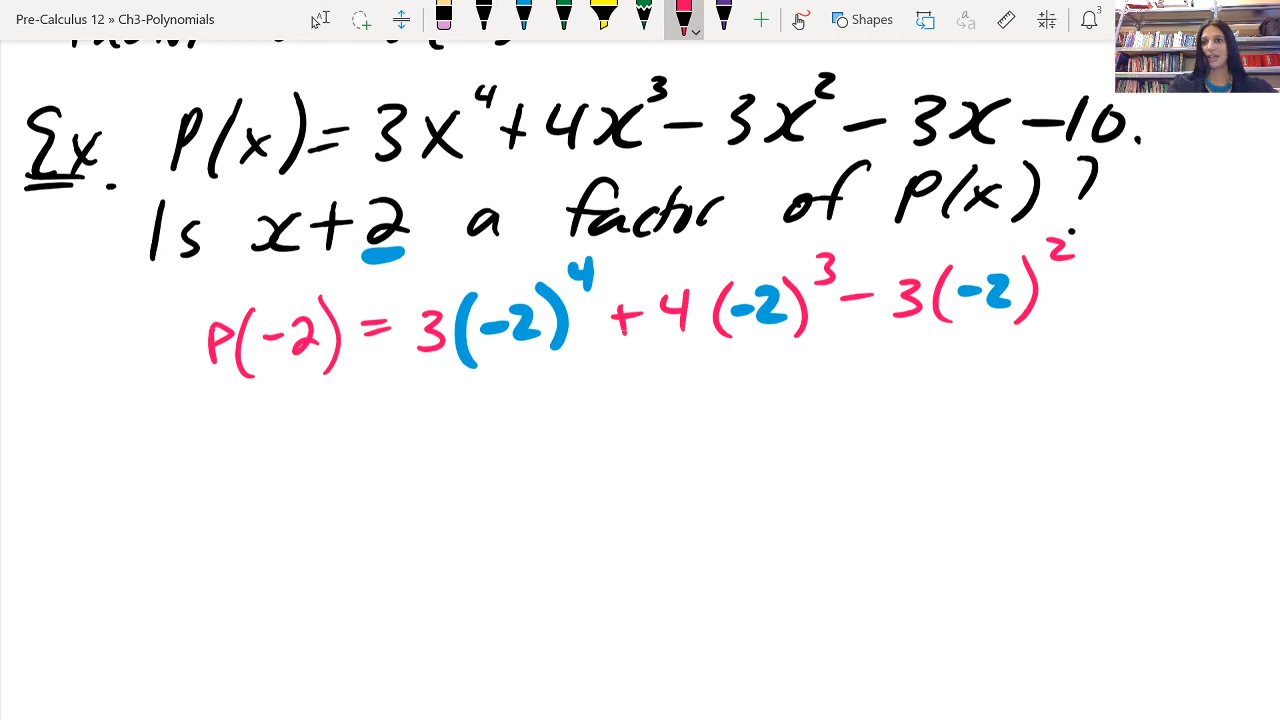 Pre-Calculus 12 » Ch3-Polynomials
Shapes
3
Ex. P(x) = 3x⁴ + 4x³ − 3x² − 3x − 10.
Is x+2 a factor of P(x)?
P(−2) = 3(−2)⁴ + 4(−2)³ − 3(−2)²